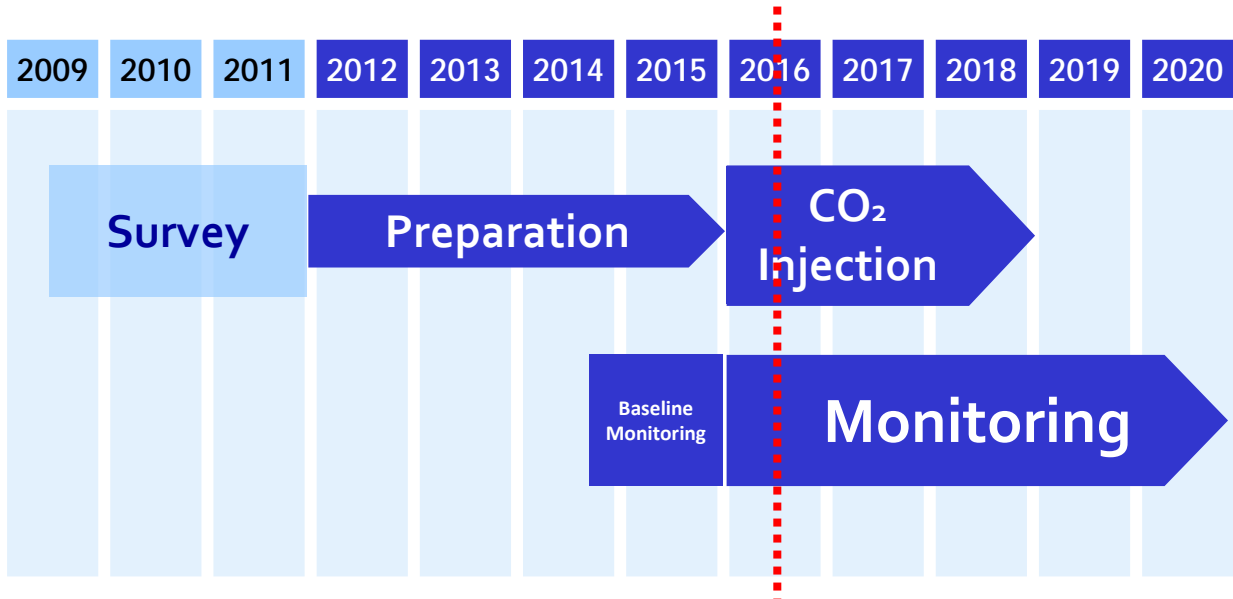 2009 2010 2011 2012 2013 2014 2015 2016 2017 2018 2019 2020
Survey
Preparation
CO₂
Injection
Baseline
Monitoring
Monitoring